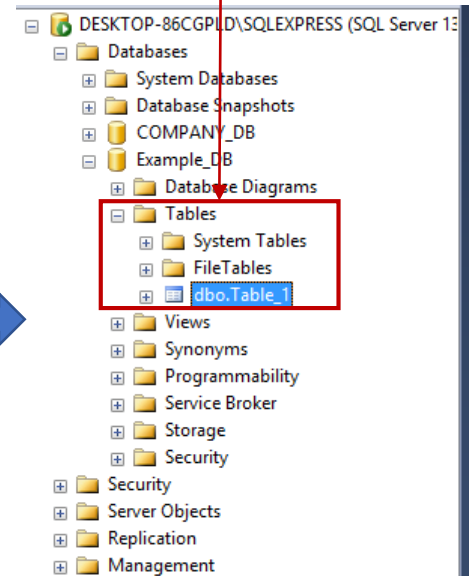 DESKTOP-86CGPLD\SQLEXPRESS (SQL Server 13
Databases
System Databases
Database Snapshots
COMPANY_DB
Example_DB
Database Diagrams
Tables
System Tables
FileTables
dbo.Table_1
Views
Synonyms
Programmability
Service Broker
Storage
Security
Security
Server Objects
Replication
Management